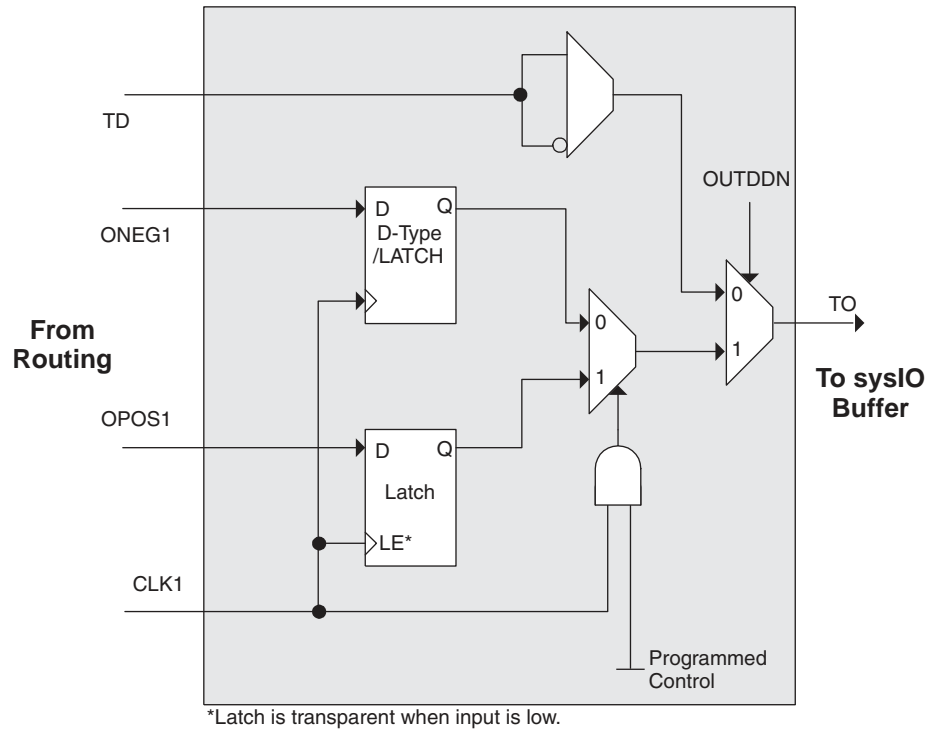 TD
OUTDDN
ONEG1
D
Q
D-Type
/LATCH
0
0
TO
From
Routing
1
1
To sysIO
Buffer
OPOS1
D
Q
Latch
LE*
CLK1
Programmed
Control
*Latch is transparent when input is low.